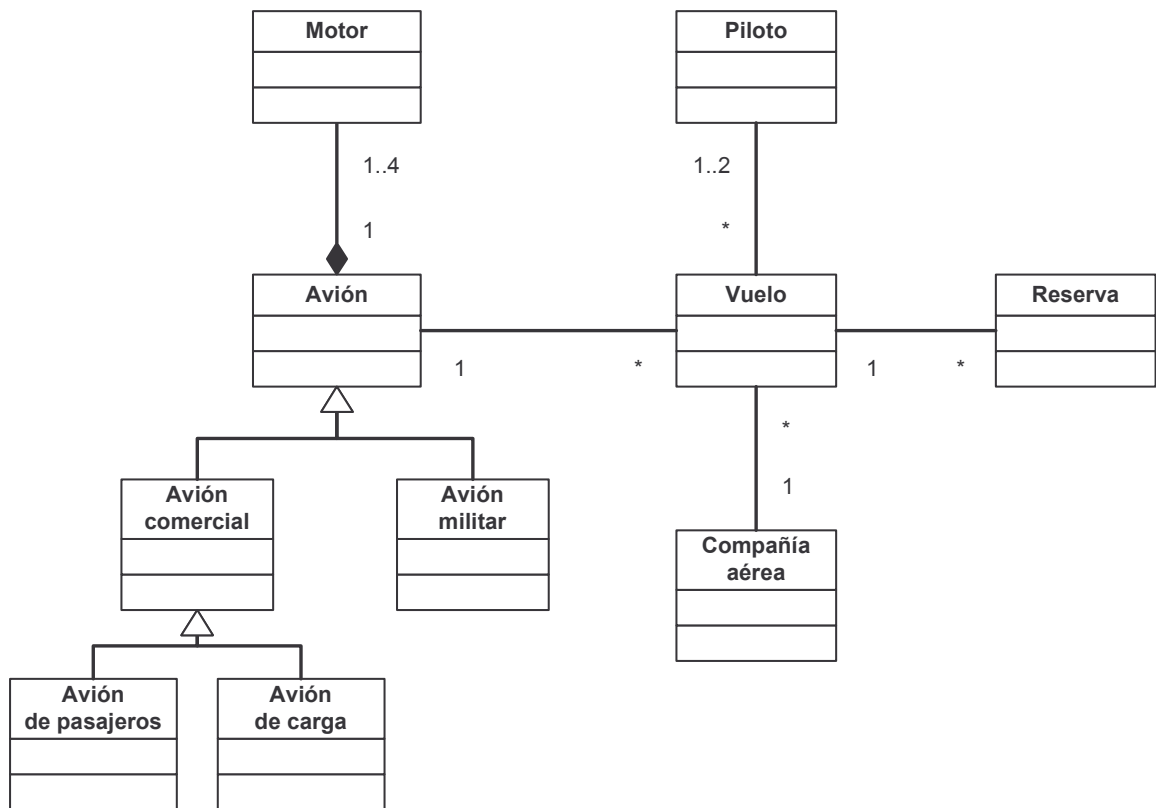 Motor
Piloto
1..4
1..2
1
*
Avión
Vuelo
Reserva
1
*
1
*
*
1
Avión
comercial
Avión
militar
Compañía
aérea
Avión
de pasajeros
Avión
de carga